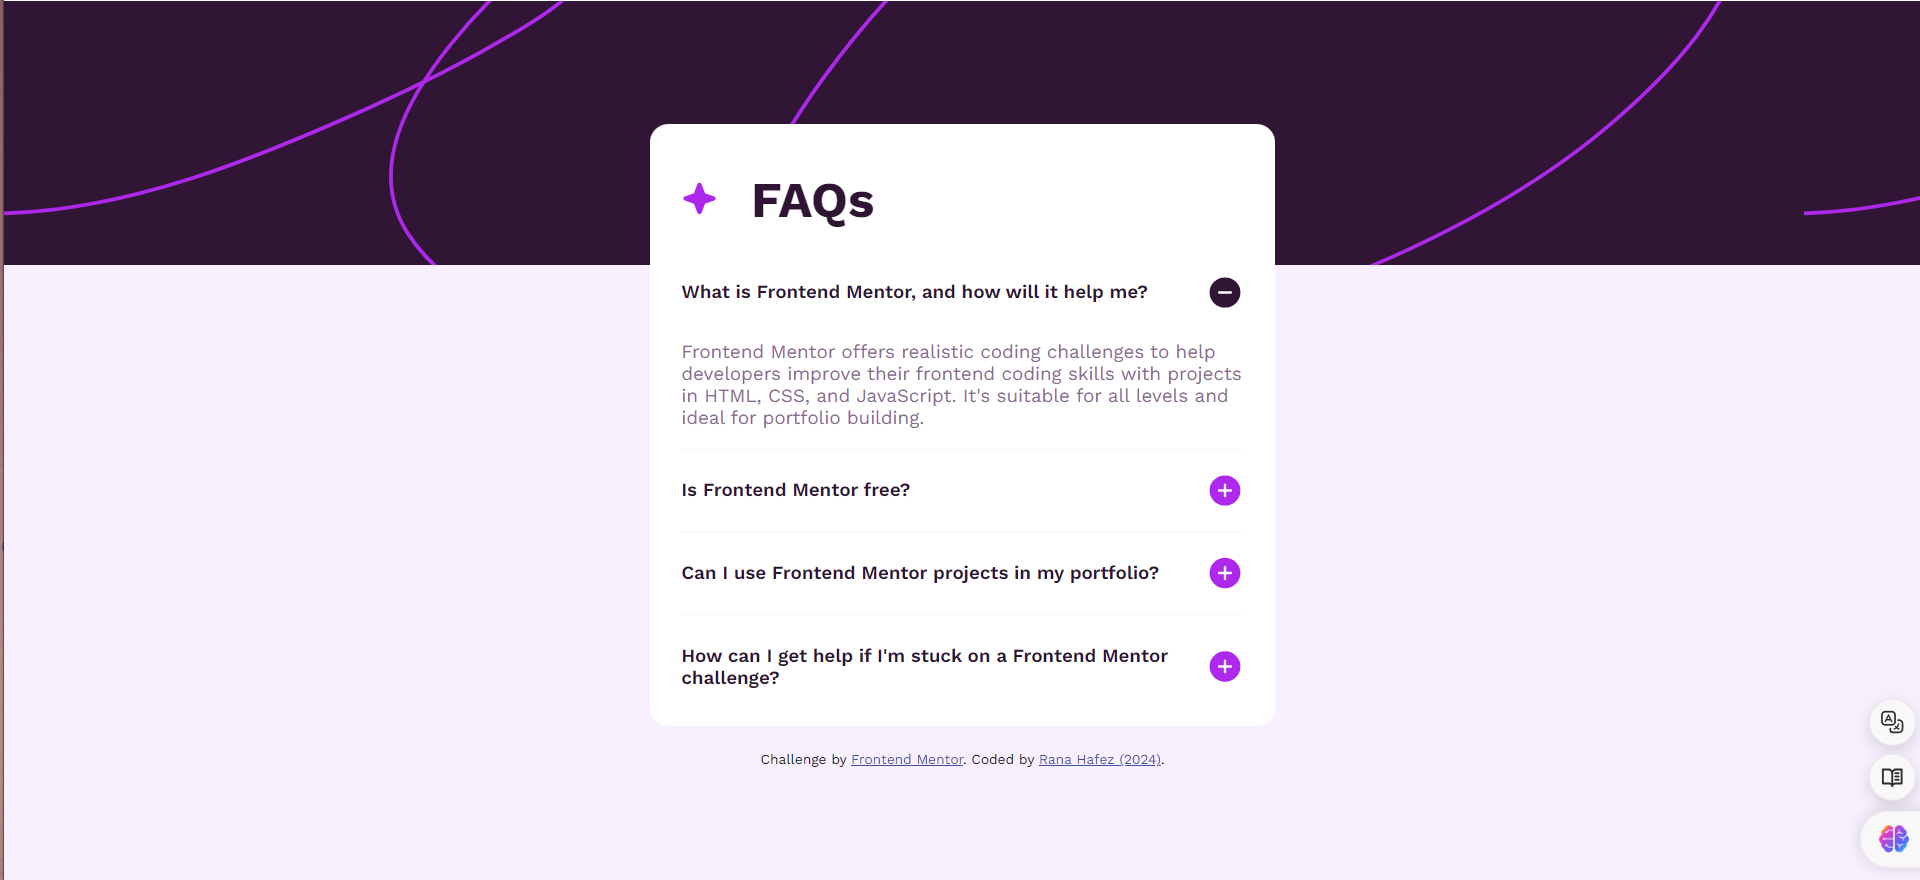 FAQs
What is Frontend Mentor, and how will it help me?
Frontend Mentor offers realistic coding challenges to help
developers improve their frontend coding skills with projects
in HTML, CSS, and JavaScript. It's suitable for all levels and
ideal for portfolio building.
Is Frontend Mentor free?
Can I use Frontend Mentor projects in my portfolio?
How can I get help if I'm stuck on a Frontend Mentor
challenge?
Challenge by Frontend Mentor. Coded by Rana Hafez (2024).